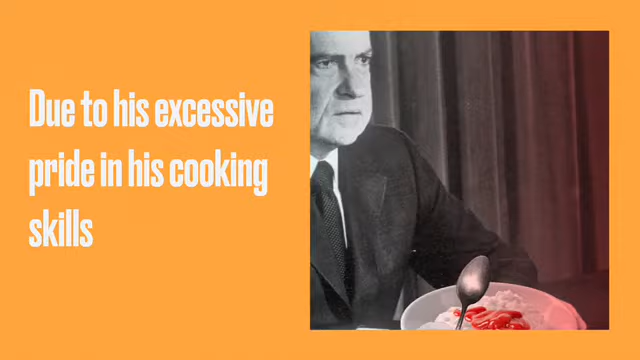 Due to his excessive
pride in his cooking
skills